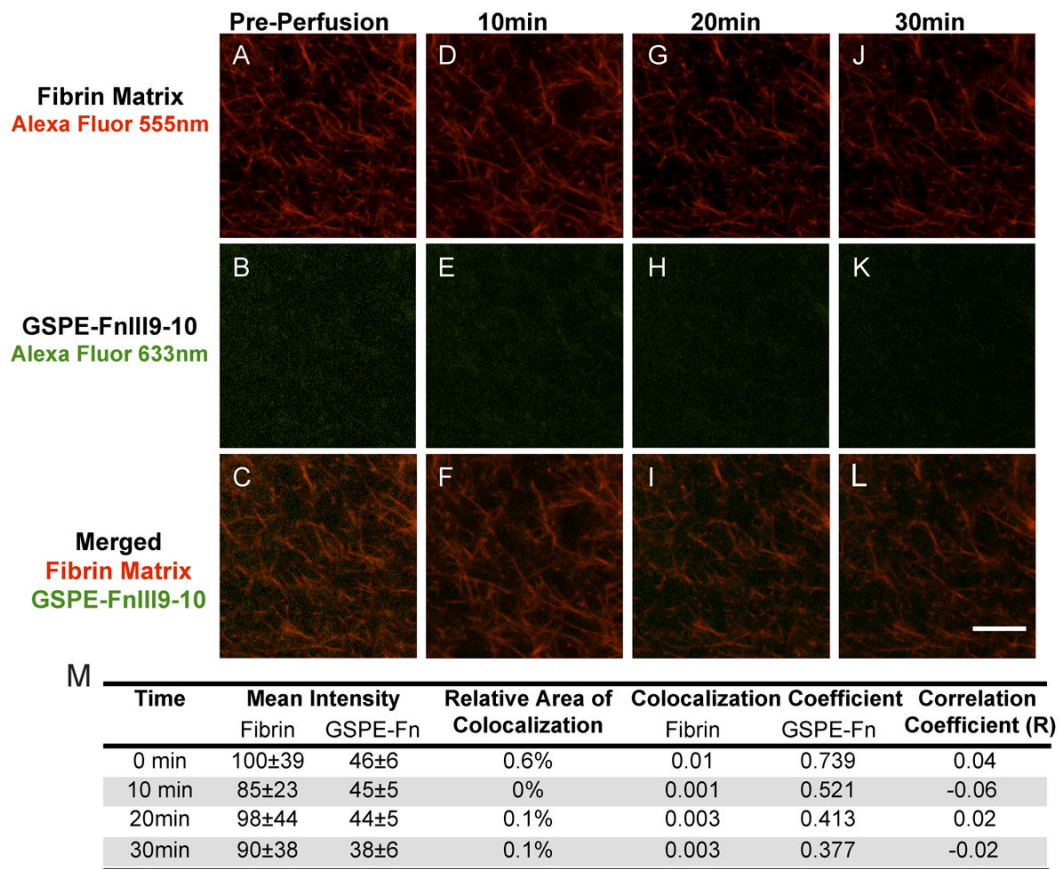 Pre-Perfusion 10min 20min 30min
A D G J
Fibrin Matrix
Alexa Fluor 555nm
B E H K
GSPE-FnIII9-10
Alexa Fluor 633nm
C F I L
Merged
Fibrin Matrix
GSPE-FnIII9-10
M
Time Mean Intensity Relative Area of Colocalization Coefficient Correlation
Fibrin GSPE-Fn Colocalization Fibrin GSPE-Fn Coefficient (R)
0 min 100±39 46±6 0.6% 0.01 0.739 0.04
10 min 85±23 45±5 0% 0.001 0.521 -0.06
20min 98±44 44±5 0.1% 0.003 0.413 0.02
30min 90±38 38±6 0.1% 0.003 0.377 -0.02